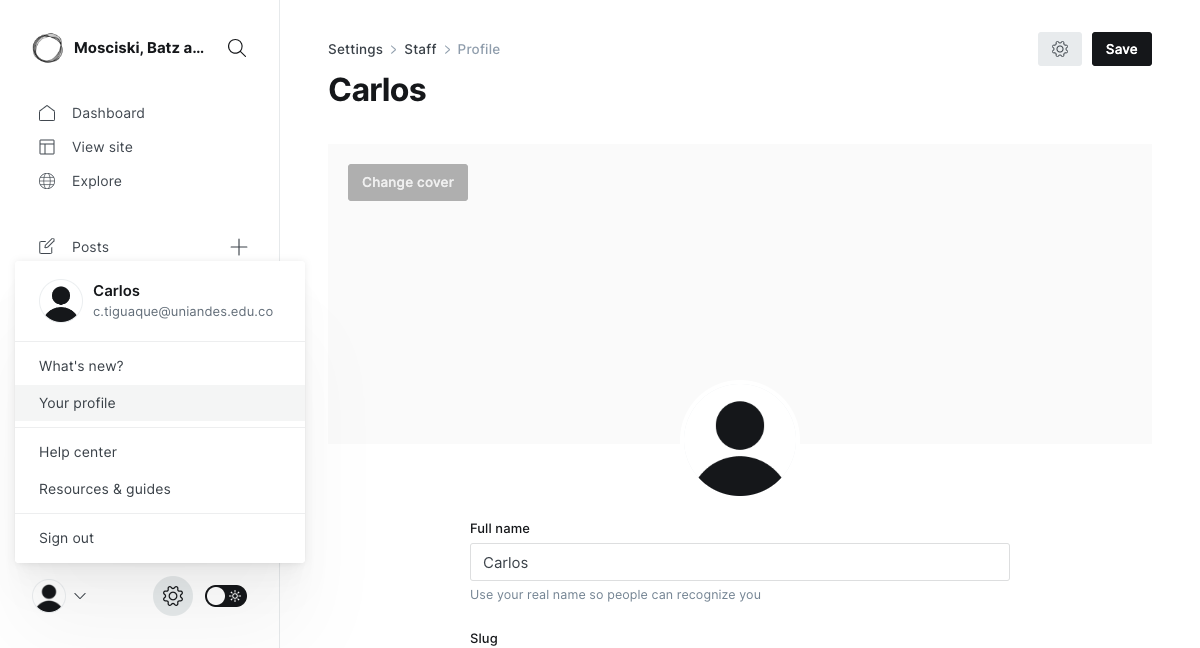 Mosciski, Batz a...
Dashboard
View site
Explore
Posts
Carlos
c.tiguaque@uniandes.edu.co
What's new?
Your profile
Help center
Resources & guides
Sign out
Settings > Staff > Profile
Save
Carlos
Change cover
Full name
Carlos
Use your real name so people can recognize you
Slug